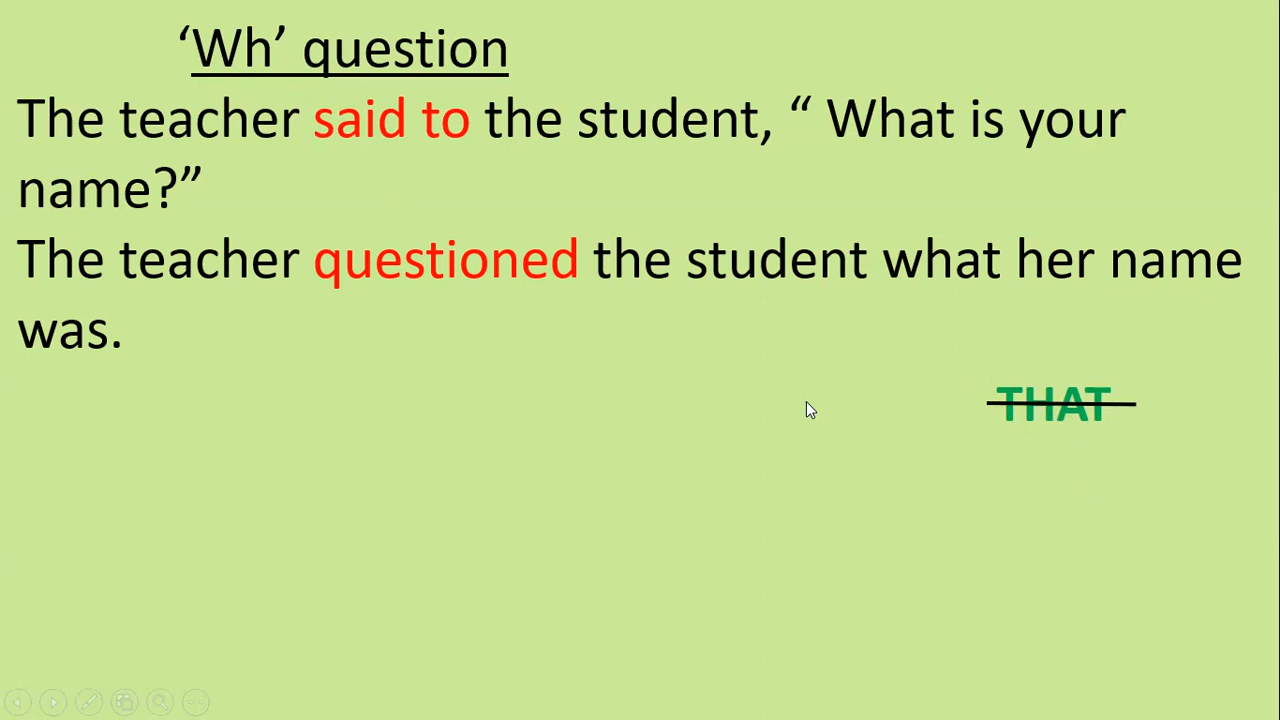 ‘Wh’ question
The teacher said to the student, “ What is your
name?”
The teacher questioned the student what her name
was.
THAT